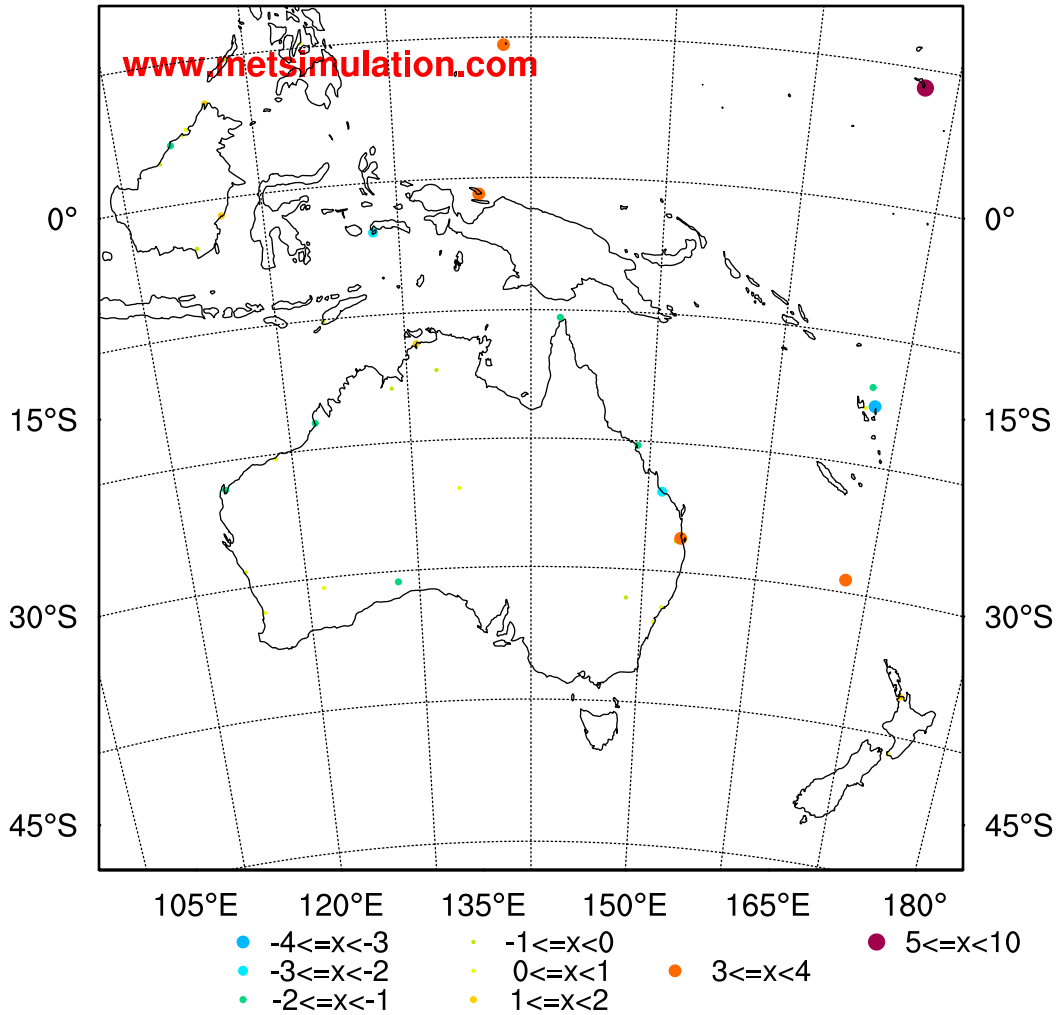 www.metsimulation.com
0° 0°
15°S 15°S
30°S 30°S
45°S 45°S
105°E 120°E 135°E 150°E 165°E 180°
-4<=x<-3 -1<=x<0 5<=x<10
-3<=x<-2 0<=x<1 3<=x<4
-2<=x<-1 1<=x<2